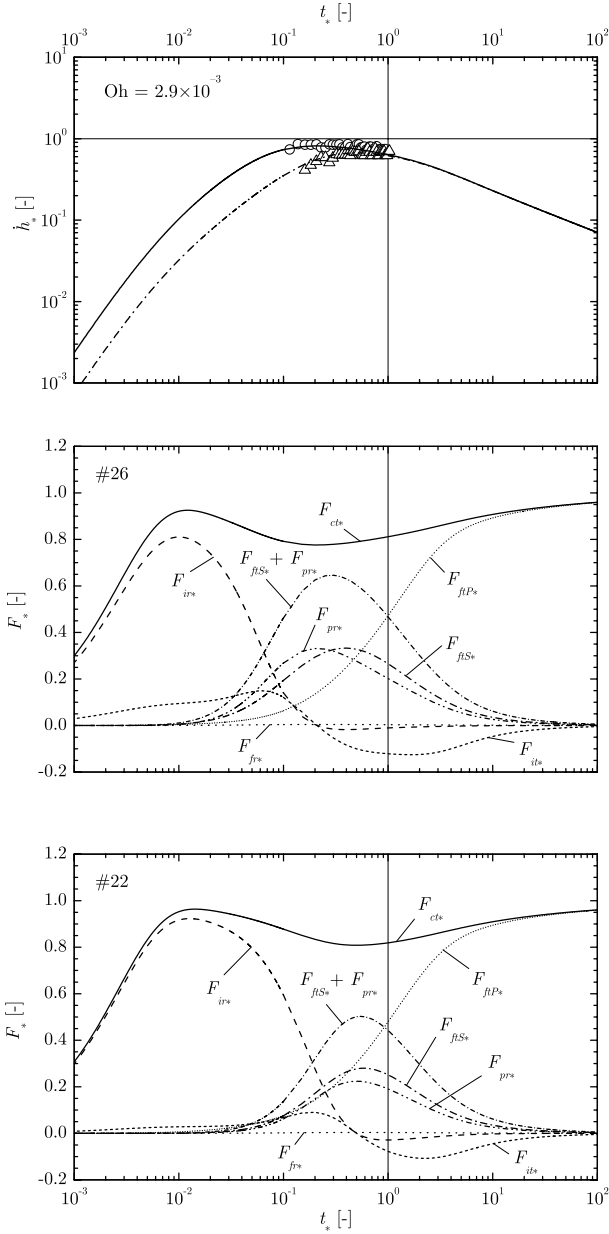 t* [-]
10⁻³ 10⁻² 10⁻¹ 10⁰ 10¹ 10²
10¹
Oh = 2.9×10⁻³
10⁰
ḣ* [-]
10⁻¹
10⁻²
10⁻³
1.2
#26
1.0
F_ct*
0.8
F_ftS* + F_pr*
F_ir*
F_ftP*
0.6
F_pr*
F_* [-]
0.4
F_ftS*
0.2
0.0
F_fr*
F_it*
-0.2
1.2
#22
1.0
F_ct*
0.8
F_ir*
F_ftS* + F_pr*
F_ftP*
0.6
F_* [-]
F_ftS*
0.4
F_pr*
0.2
0.0
F_fr*
F_it*
-0.2
10⁻³ 10⁻² 10⁻¹ 10⁰ 10¹ 10²
t* [-]